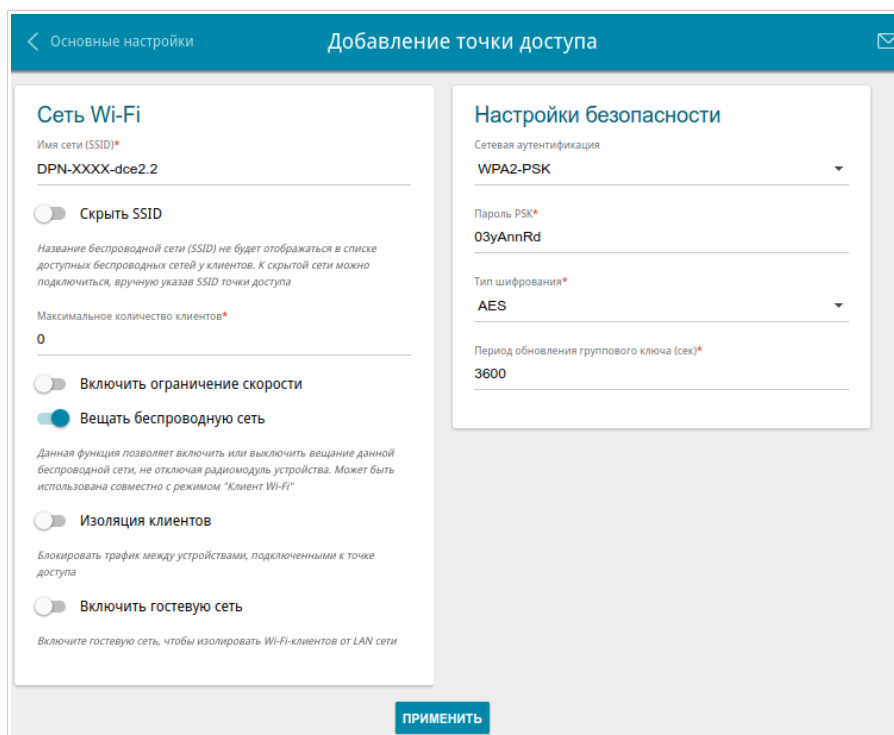 Основные настройки
Добавление точки доступа
Сеть Wi-Fi
Имя сети (SSID)*
DPN-XXXX-dce2.2
Скрыть SSID
Название беспроводной сети (SSID) не будет отображаться в списке
доступных беспроводных сетей у клиентов. К скрытой сети можно
подключиться, вручную указав SSID точки доступа
Максимальное количество клиентов*
0
Включить ограничение скорости
Вещать беспроводную сеть
Данная функция позволяет включить или выключить вещание данной
беспроводной сети, не отключая радиомодуль устройства. Может быть
использована совместно с режимом "Клиент Wi-Fi"
Изоляция клиентов
Блокировать трафик между устройствами, подключенными к точке
доступа
Включить гостевую сеть
Включите гостевую сеть, чтобы изолировать Wi-Fi-клиентов от LAN сети
Настройки безопасности
Сетевая аутентификация
WPA2-PSK
Пароль PSK*
03yAnnRd
Тип шифрования*
AES
Период обновления группового ключа (сек)*
3600
ПРИМЕНИТЬ